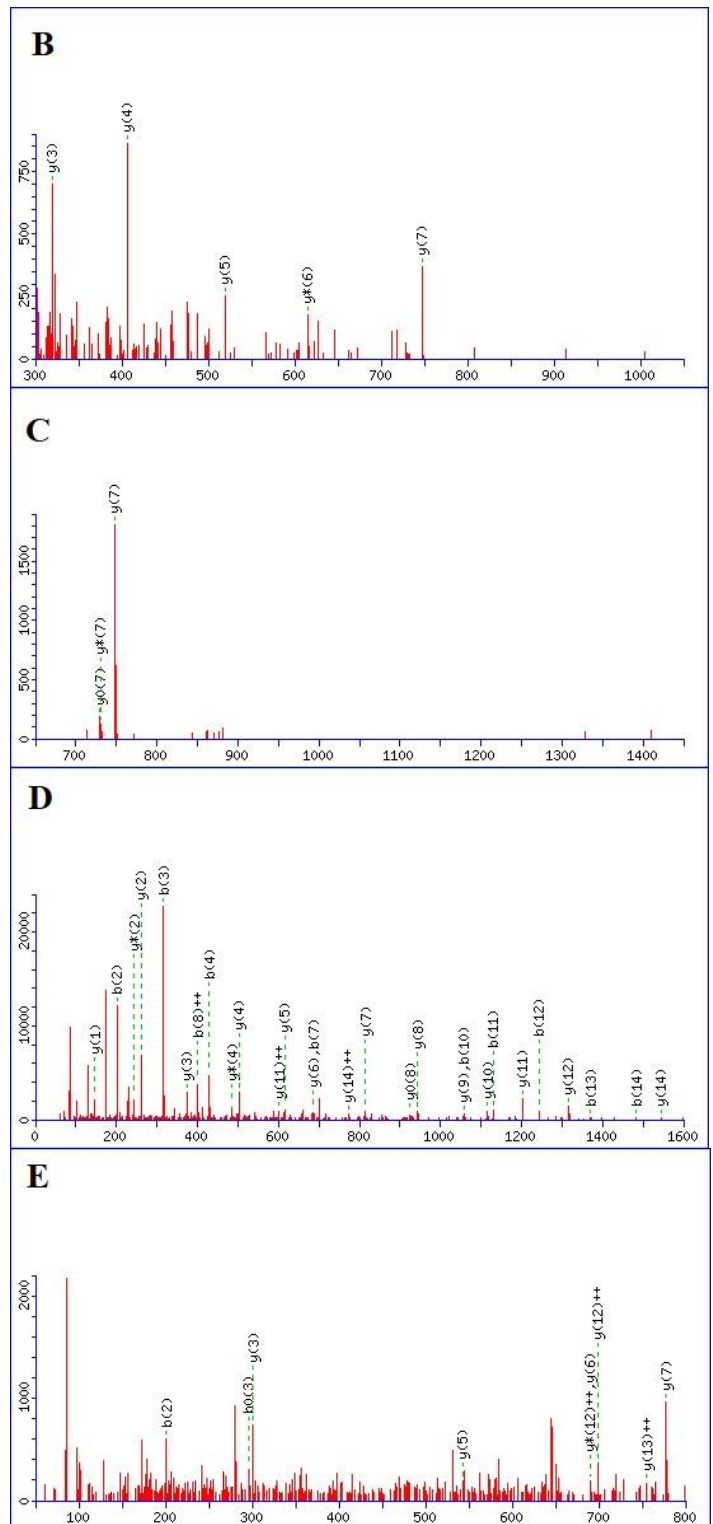 B
y(3)
y(4)
y(5)
y*(6)
y(7)
750
500
250
0
300 400 500 600 700 800 900 1000
C
y(7)
y*(7)
y0(7)
1500
1000
500
0
700 800 900 1000 1100 1200 1300 1400
D
y(1)
b(2)
y*(2)
y(2)
b(3)
y(3)
b(8)++
b(4)
y*(4)
y(4)
y(11)++
y(5)
y(6),b(7)
y(14)++
y(7)
y0(8)
y(8)
y(9),b(10)
y(10)
b(11)
y(11)
b(12)
y(12)
b(13)
b(14)
y(14)
20000
10000
0
0 200 400 600 800 1000 1200 1400 1600
E
b(2)
b0(3)
y(3)
y(5)
y*(12)++,y(6)
y(12)++
y(13)++
y(7)
2000
1000
0
100 200 300 400 500 600 700 800